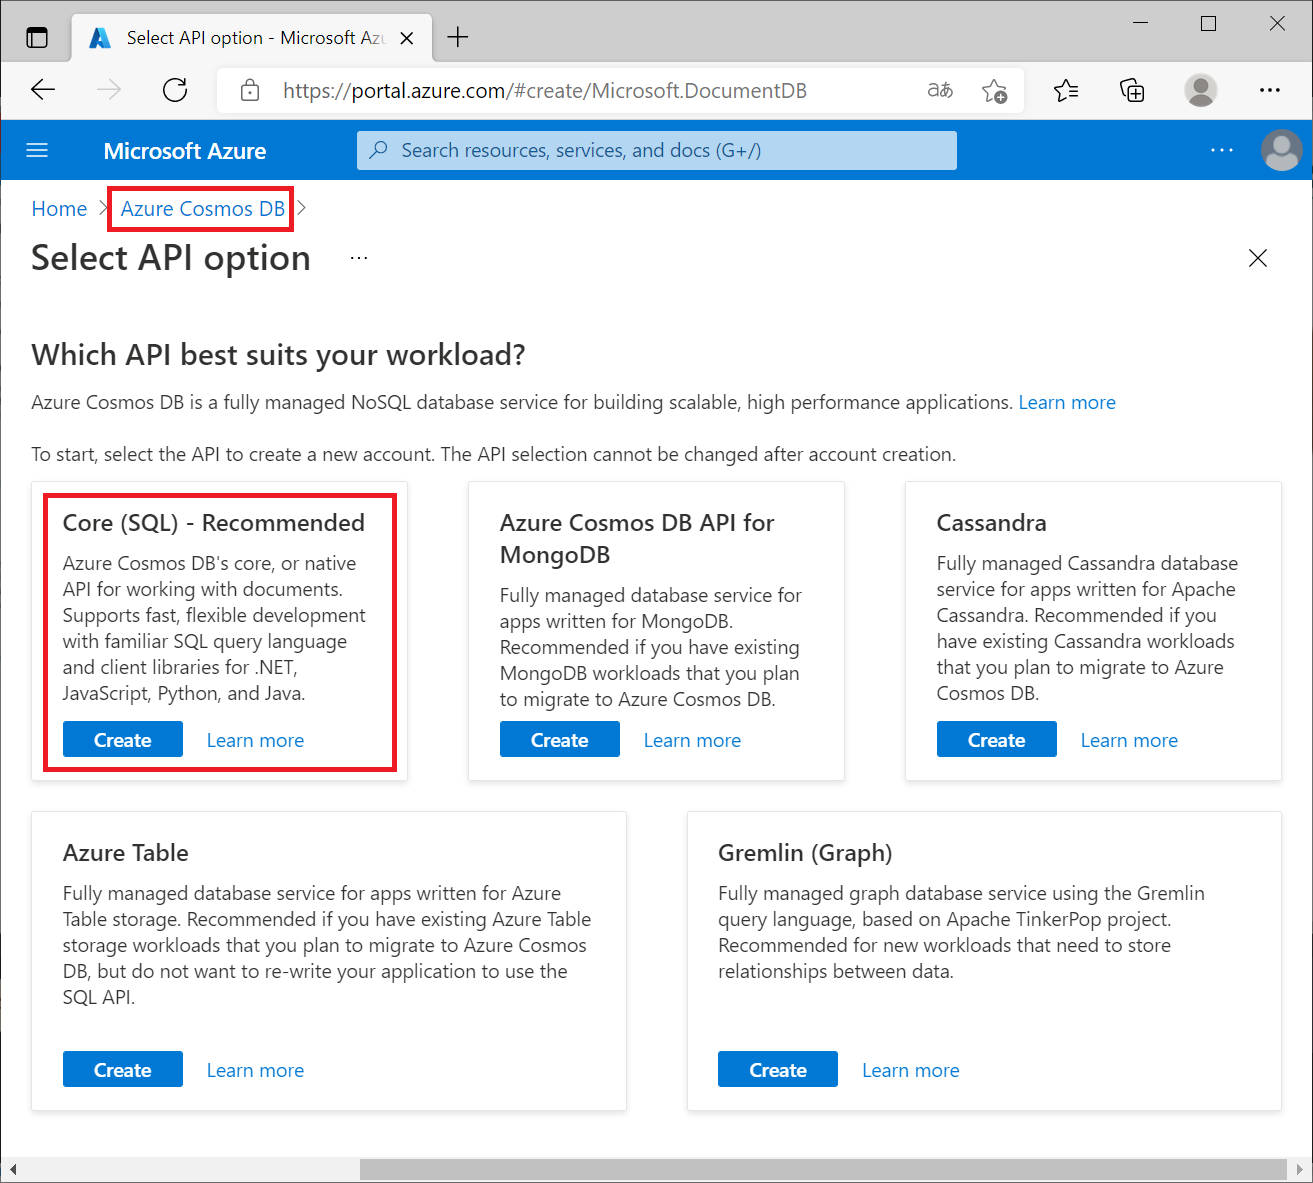 Select API option - Microsoft Az
https://portal.azure.com/#create/Microsoft.DocumentDB
aあ
Microsoft Azure
Search resources, services, and docs (G+/)
Home > Azure Cosmos DB >
Select API option ...
Which API best suits your workload?
Azure Cosmos DB is a fully managed NoSQL database service for building scalable, high performance applications. Learn more
To start, select the API to create a new account. The API selection cannot be changed after account creation.
Core (SQL) - Recommended
Azure Cosmos DB's core, or native
API for working with documents.
Supports fast, flexible development
with familiar SQL query language
and client libraries for .NET,
JavaScript, Python, and Java.
Create Learn more
Azure Cosmos DB API for
MongoDB
Fully managed database service for
apps written for MongoDB.
Recommended if you have existing
MongoDB workloads that you plan
to migrate to Azure Cosmos DB.
Create Learn more
Cassandra
Fully managed Cassandra database
service for apps written for Apache
Cassandra. Recommended if you
have existing Cassandra workloads
that you plan to migrate to Azure
Cosmos DB.
Create Learn more
Azure Table
Fully managed database service for apps written for Azure
Table storage. Recommended if you have existing Azure Table
storage workloads that you plan to migrate to Azure Cosmos
DB, but do not want to re-write your application to use the
SQL API.
Create Learn more
Gremlin (Graph)
Fully managed graph database service using the Gremlin
query language, based on Apache TinkerPop project.
Recommended for new workloads that need to store
relationships between data.
Create Learn more